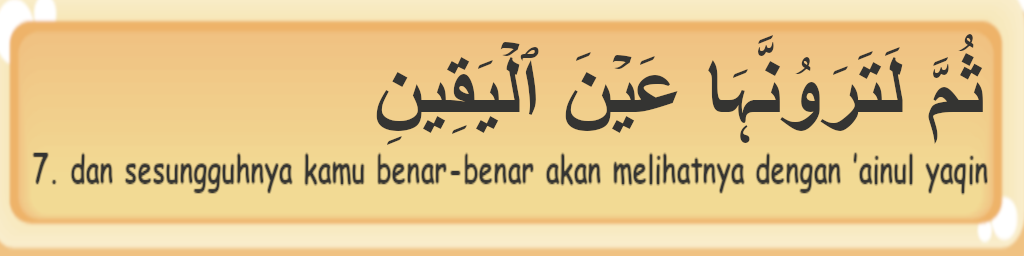 ثُمَّ لَتَرَوُنَّهَا عَيْنَ ٱلْيَقِينِ
7. dan sesungguhnya kamu benar-benar akan melihatnya dengan 'ainul yaqin